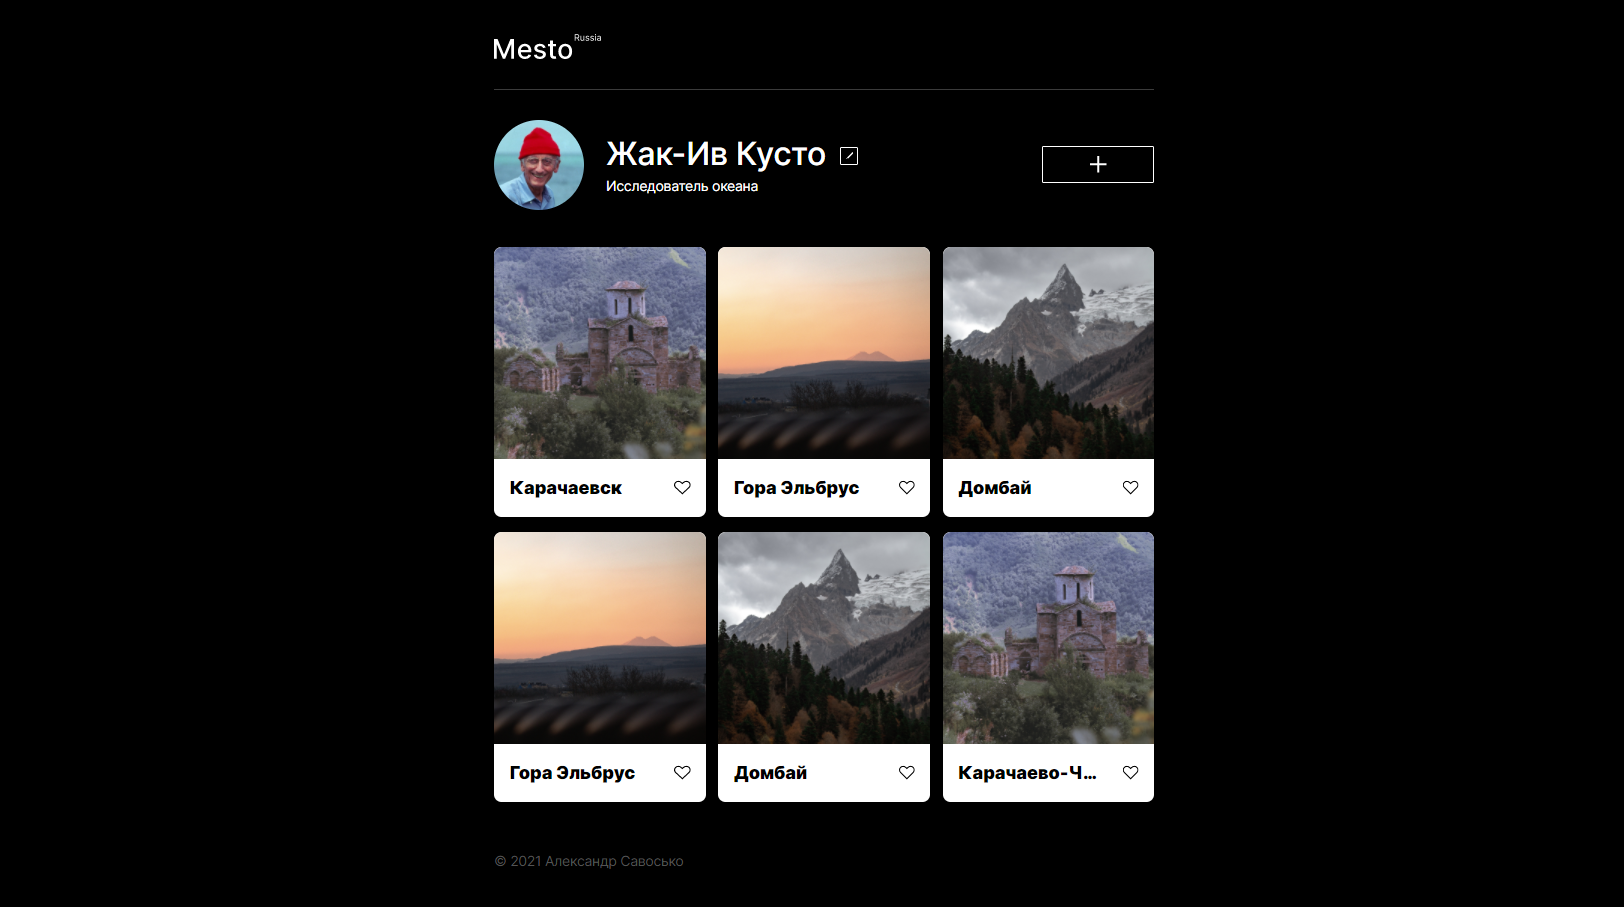 Mesto Russia
Жак-Ив Кусто
Исследователь океана
Карачаевск
Гора Эльбрус
Домбай
Гора Эльбрус
Домбай
Карачаево-Ч...
© 2021 Александр Савосько